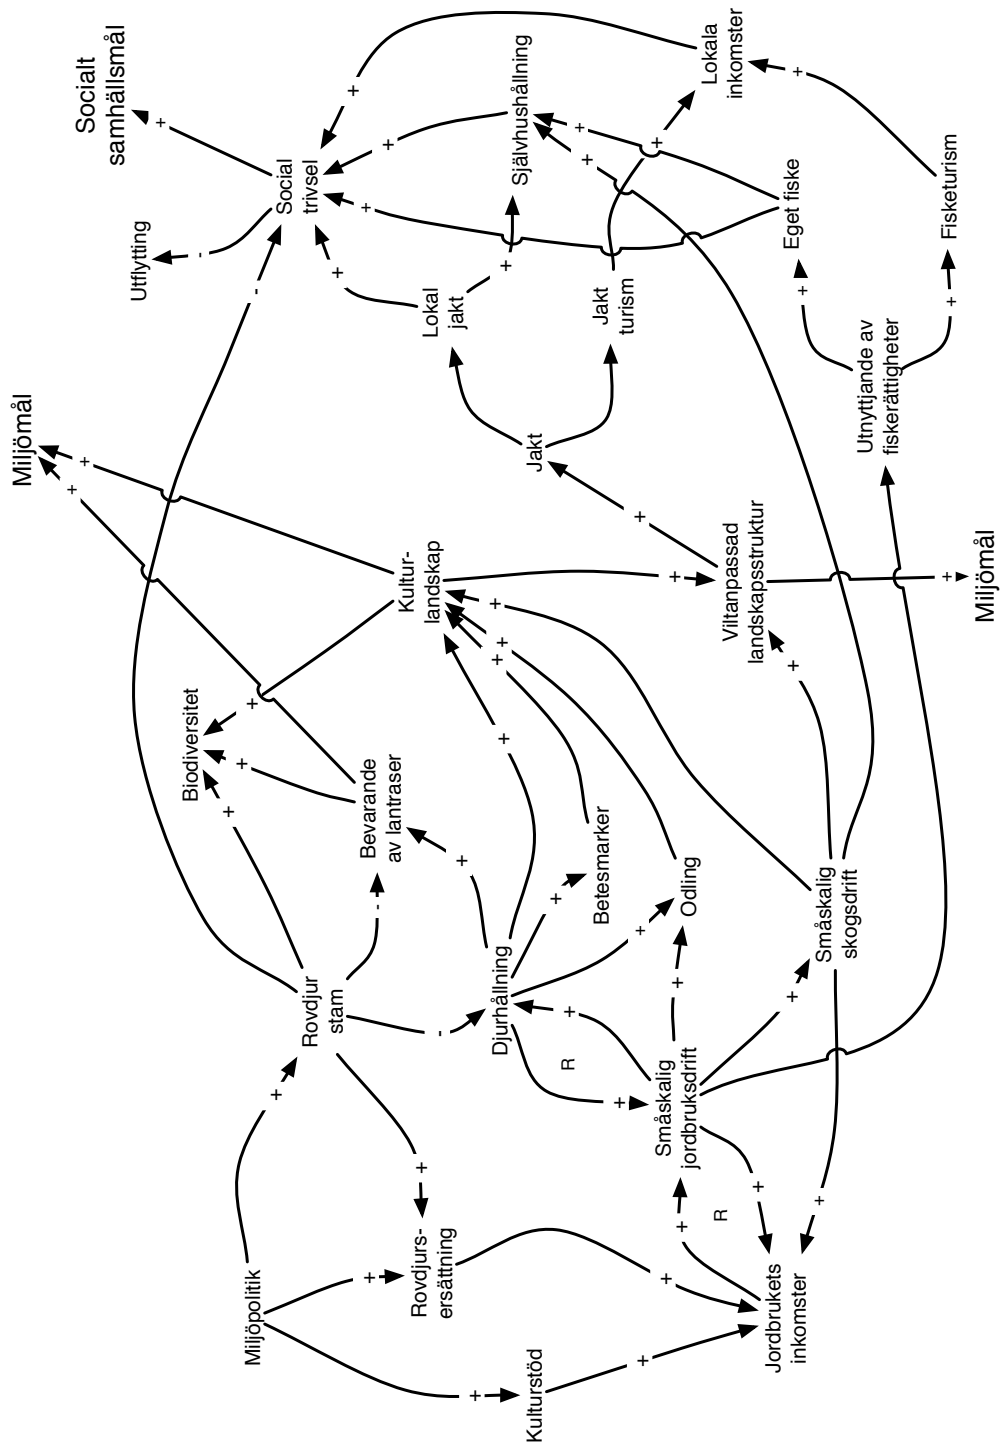 Miljöpolitik
+
+
+
Kulturstöd
+
Rovdjurs-
ersättning
+
Jordbrukets
inkomster
+
R
+
+
Rovdjur
stam
+
-
-
+
-
Småskalig
jordbruksdrift
R
+
+
+
+
Djurhållning
+
+
+
+
Odling
+
Betesmarker
+
Småskalig
skogsdrift
+
+
Bevarande
av lantraser
+
+
Biodiversitet
+
Kultur-
landskap
+
+
Viltanpassad
landskapsstruktur
+
+
Miljömål
Miljömål
Jakt
Lokal
jakt
+
+
Jakt
turism
+
Utnyttjande av
fiskerättigheter
+
+
Eget fiske
+
+
+
Fisketurism
+
Utflytting
-
Social
trivsel
+
Socialt
samhällsmål
Självhushållning
+
Lokala
inkomster
+